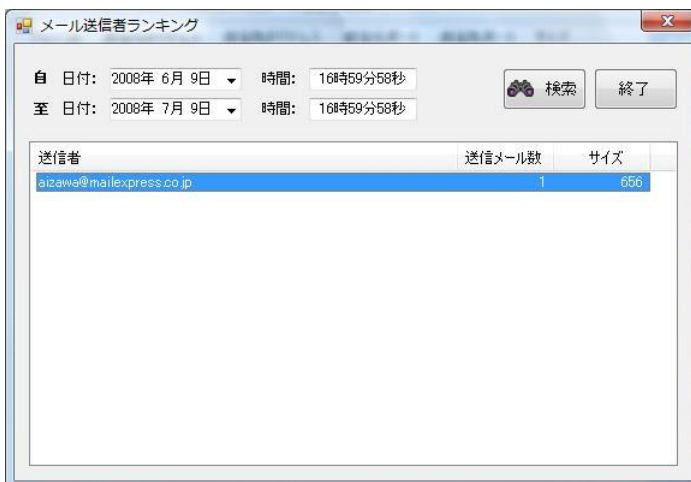 メール送信者ランキング
自 日付: 2008年 6月 9日 時間: 16時59分58秒
至 日付: 2008年 7月 9日 時間: 16時59分58秒
検索 終了
送信者 送信メール数 サイズ
aizawa@mailexpress.co.jp 1 656